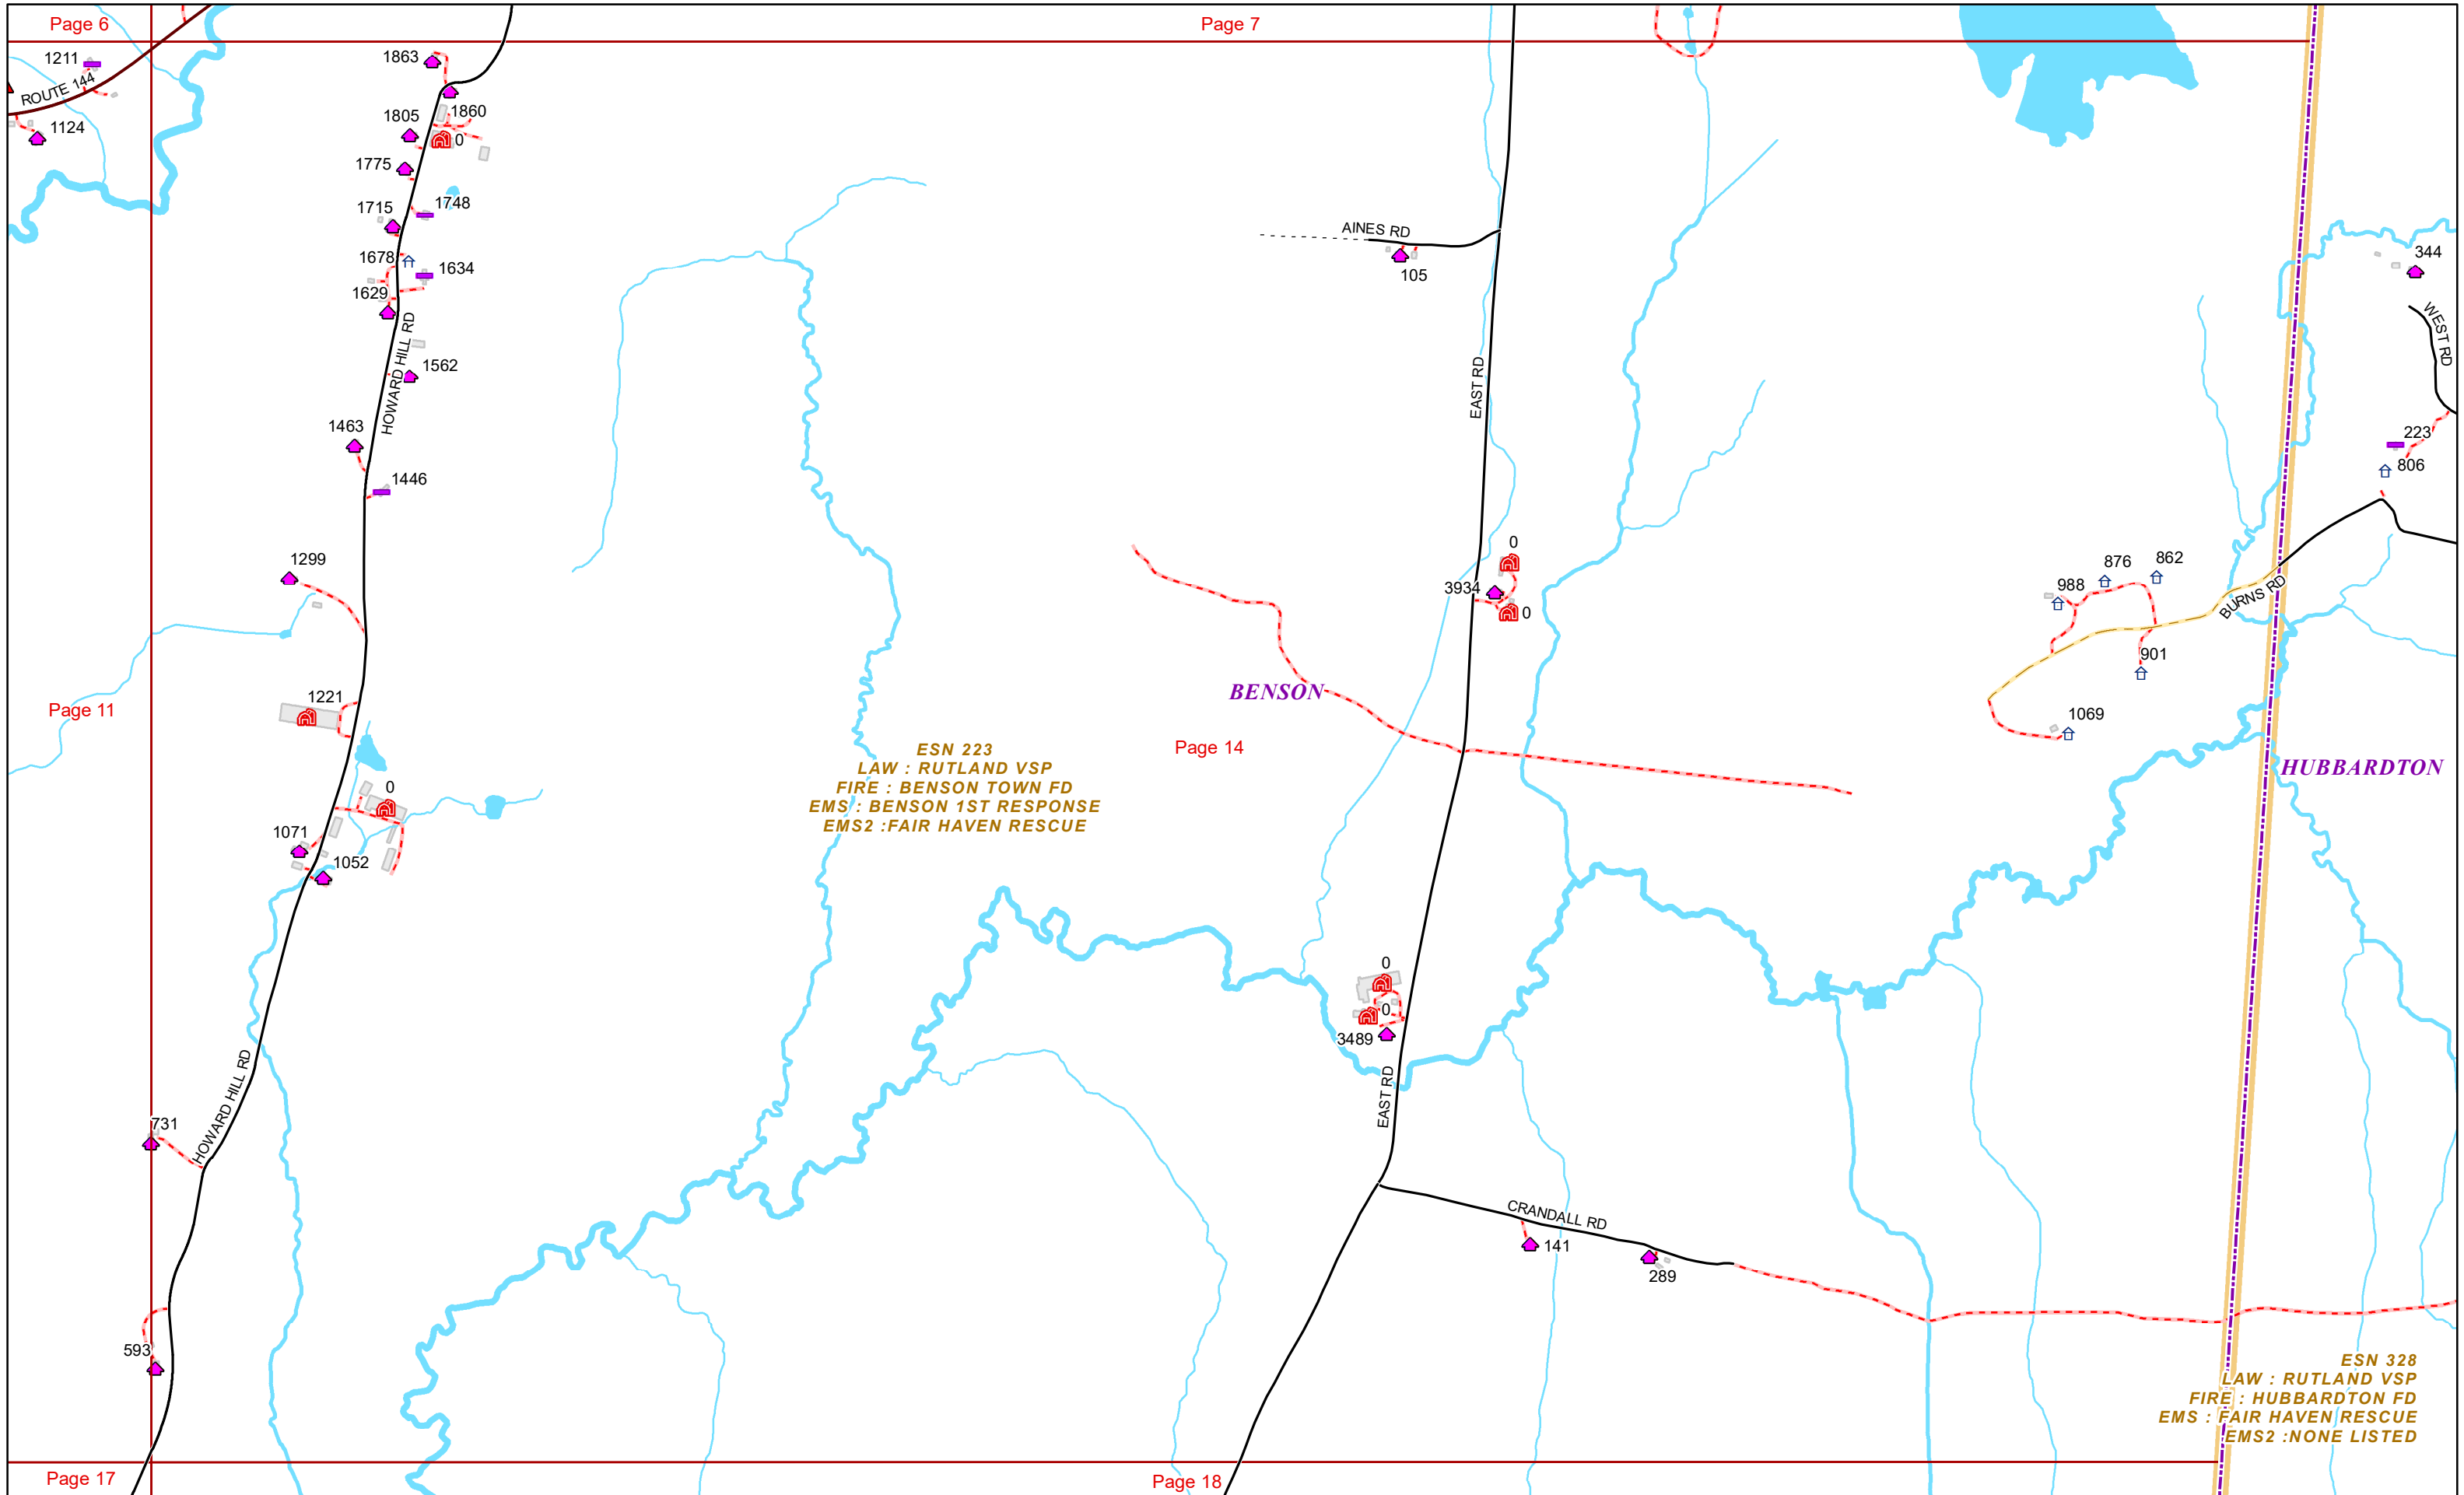 Page 6
Page 7
1211
ROUTE 144
1124
1863
1860
1805
0
1775
1748
1715
1678
1634
1629
HOWARD HILL RD
1562
1463
1446
1299
AINES RD
105
EAST RD
344
WEST RD
223
806
0
3934
0
988
876
862
BURNS RD
901
1069
BENSON
Page 11
1221
Page 14
HUBBARDTON
ESN 223
LAW : RUTLAND VSP
FIRE : BENSON TOWN FD
EMS : BENSON 1ST RESPONSE
EMS2 :FAIR HAVEN RESCUE
0
1071
1052
0
0
3489
EAST RD
HOWARD HILL RD
731
CRANDALL RD
141
289
593
ESN 328
LAW : RUTLAND VSP
FIRE : HUBBARDTON FD
EMS : FAIR HAVEN RESCUE
EMS2 :NONE LISTED
Page 17
Page 18